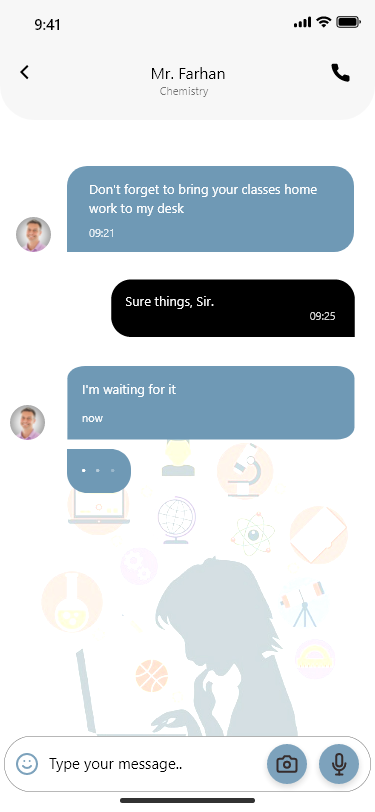 9:41
Mr. Farhan
Chemistry
Don't forget to bring your classes home
work to my desk
09:21
Sure things, Sir.
09:25
I'm waiting for it
now
Type your message..